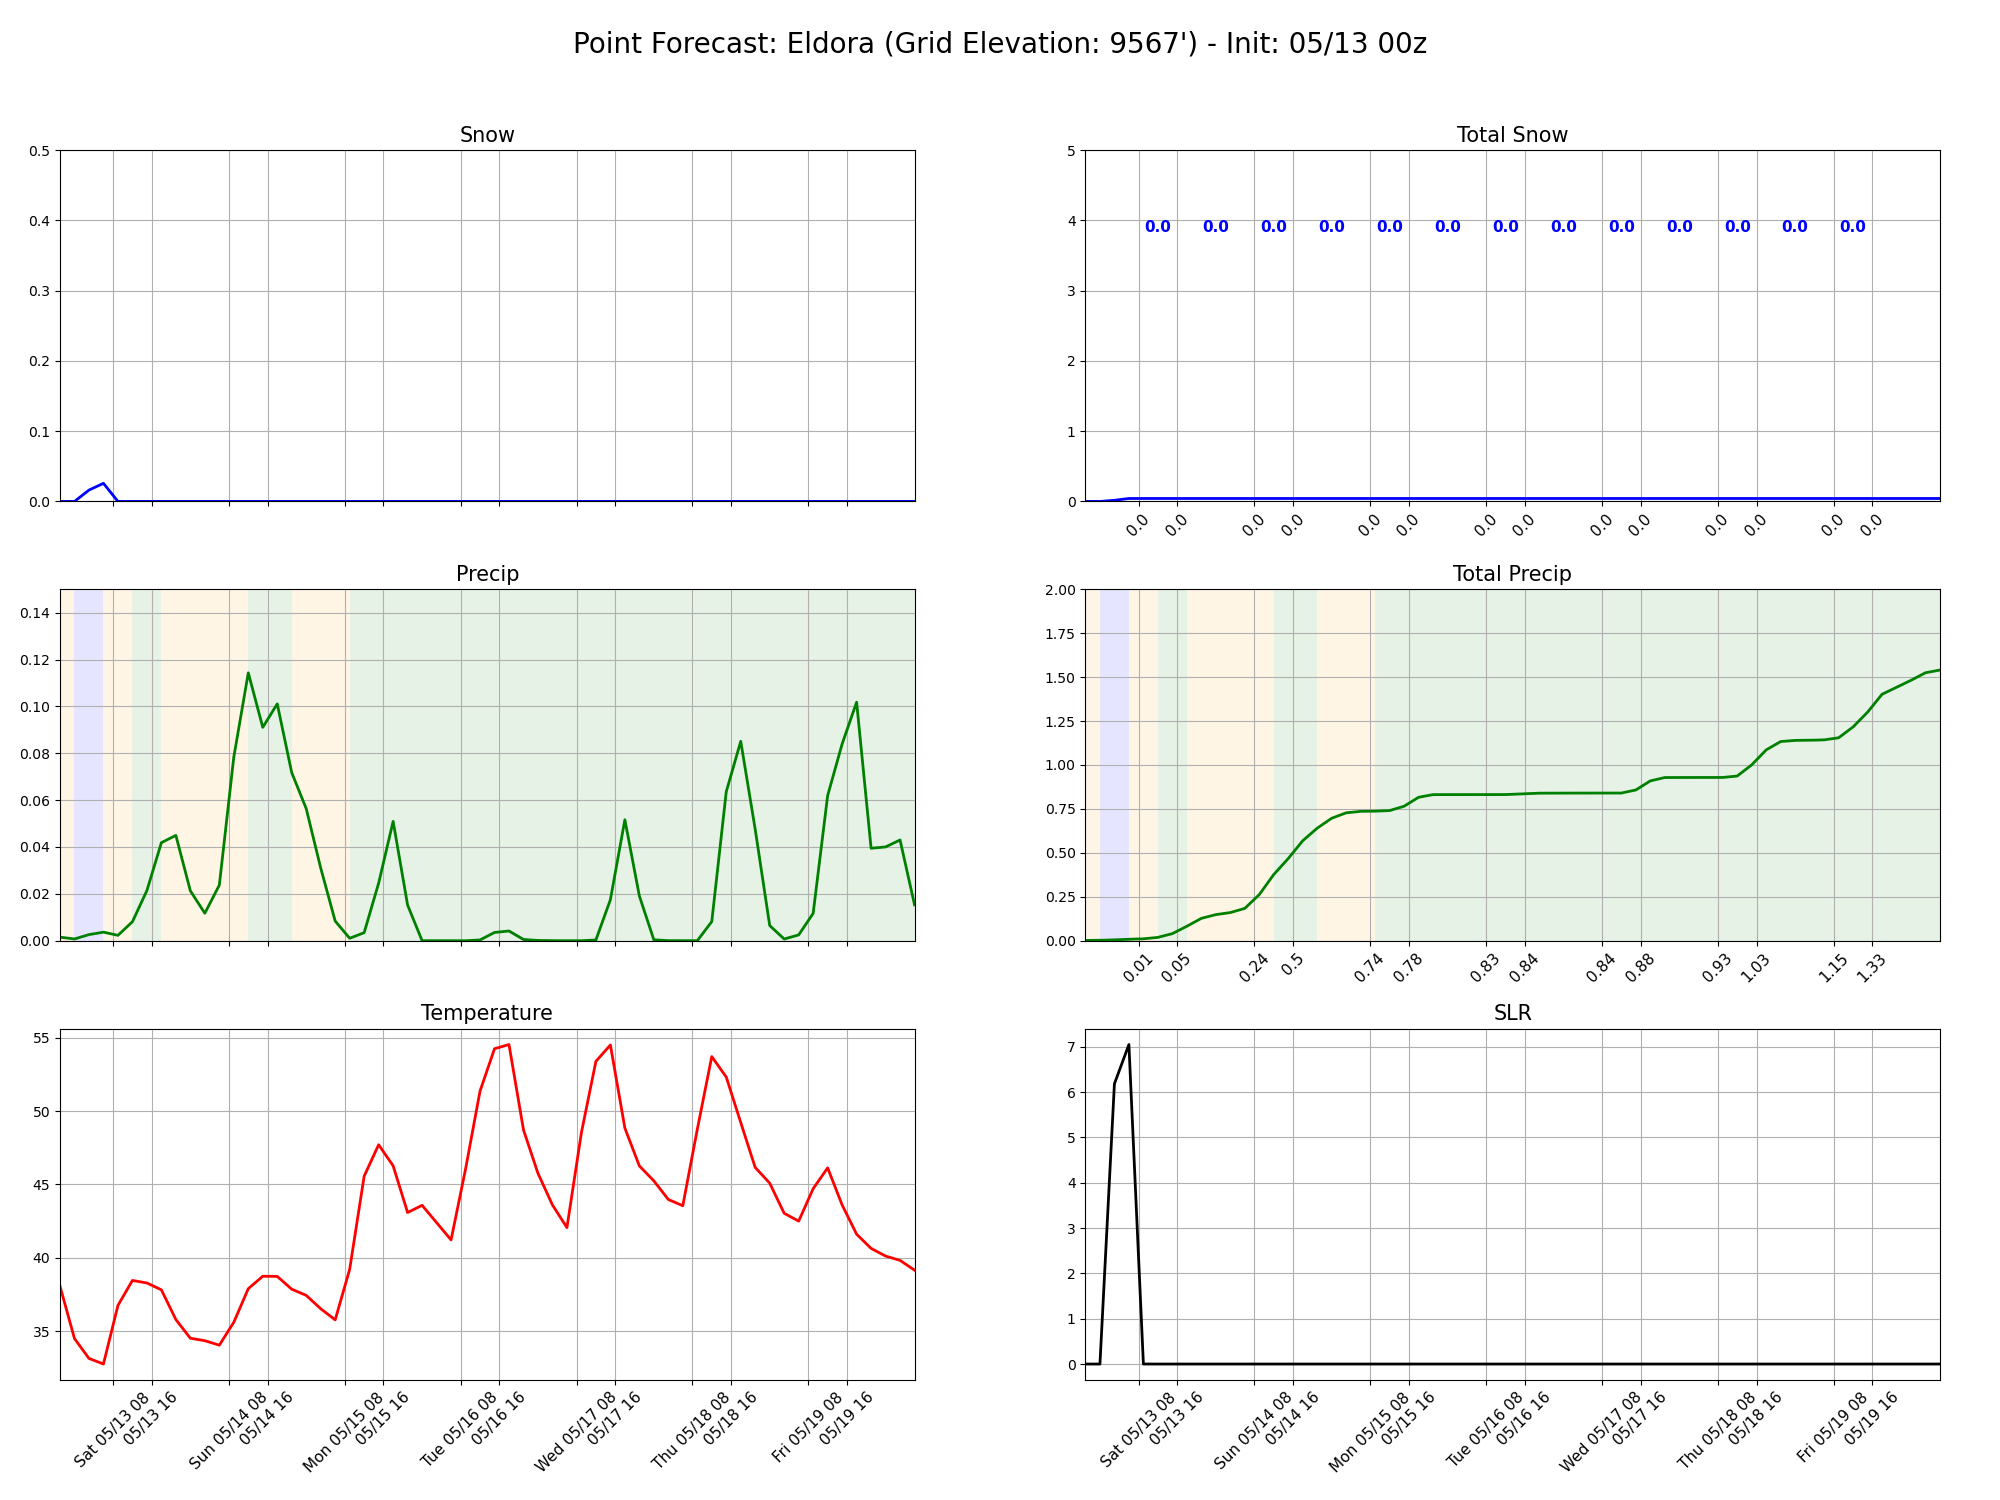 Point Forecast: Eldora (Grid Elevation: 9567') - Init: 05/13 00z
Snow
0.5
0.4
0.3
0.2
0.1
0.0
Total Snow
5
4
3
2
1
0
0.0 0.0 0.0 0.0 0.0 0.0 0.0 0.0 0.0 0.0 0.0 0.0 0.0
0.0 0.0 0.0 0.0 0.0 0.0 0.0 0.0 0.0 0.0 0.0 0.0 0.0 0.0
Precip
0.14
0.12
0.10
0.08
0.06
0.04
0.02
0.00
Total Precip
2.00
1.75
1.50
1.25
1.00
0.75
0.50
0.25
0.00
0.01 0.05 0.24 0.5 0.74 0.78 0.83 0.84 0.84 0.88 0.93 1.03 1.15 1.33
Temperature
55
50
45
40
35
Sat 05/13 08
05/13 16
Sun 05/14 08
05/14 16
Mon 05/15 08
05/15 16
Tue 05/16 08
05/16 16
Wed 05/17 08
05/17 16
Thu 05/18 08
05/18 16
Fri 05/19 08
05/19 16
SLR
7
6
5
4
3
2
1
0
Sat 05/13 08
05/13 16
Sun 05/14 08
05/14 16
Mon 05/15 08
05/15 16
Tue 05/16 08
05/16 16
Wed 05/17 08
05/17 16
Thu 05/18 08
05/18 16
Fri 05/19 08
05/19 16